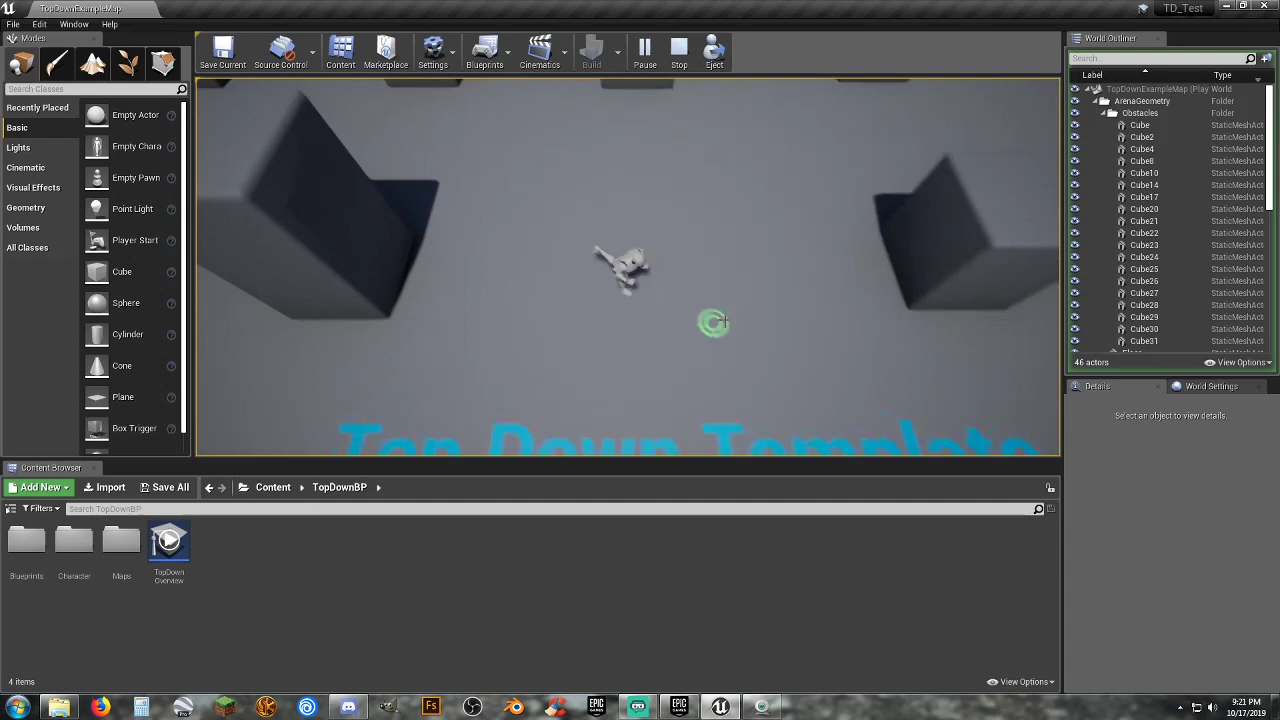 TopDownExampleMap
TD_Test
File Edit Window Help
Modes
Search Classes
Recently Placed
Basic
Lights
Cinematic
Visual Effects
Geometry
Volumes
All Classes
Empty Actor
Empty Chara
Empty Pawn
Point Light
Player Start
Cube
Sphere
Cylinder
Cone
Plane
Box Trigger
Save Current
Source Control
Content
Marketplace
Settings
Blueprints
Cinematics
Build
Pause
Stop
Eject
Top Down Template
World Outliner
Search...
Label Type
TopDownExampleMap (Play World
ArenaGeometry Folder
Obstacles Folder
Cube StaticMeshAct
Cube2 StaticMeshAct
Cube4 StaticMeshAct
Cube8 StaticMeshAct
Cube10 StaticMeshAct
Cube14 StaticMeshAct
Cube17 StaticMeshAct
Cube20 StaticMeshAct
Cube21 StaticMeshAct
Cube22 StaticMeshAct
Cube23 StaticMeshAct
Cube24 StaticMeshAct
Cube25 StaticMeshAct
Cube26 StaticMeshAct
Cube27 StaticMeshAct
Cube28 StaticMeshAct
Cube29 StaticMeshAct
Cube30 StaticMeshAct
Cube31 StaticMeshAct
46 actors View Options
Details World Settings
Select an object to view details.
Content Browser
Add New Import Save All Content TopDownBP
Filters Search TopDownBP
Blueprints
Character
Maps
TopDown
Overview
4 items View Options
Pro
Fs
EPIC
GAMES
EPIC
GAMES
9:21 PM
10/17/2019